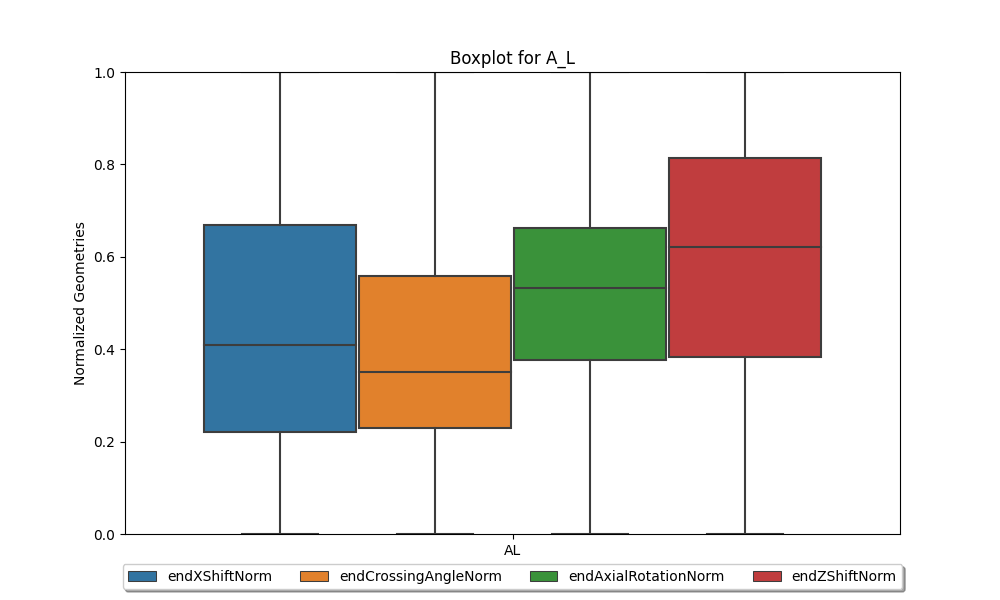 Boxplot for A_L
Normalized Geometries
1.0
0.8
0.6
0.4
0.2
0.0
AL
endXShiftNorm endCrossingAngleNorm endAxialRotationNorm endZShiftNorm